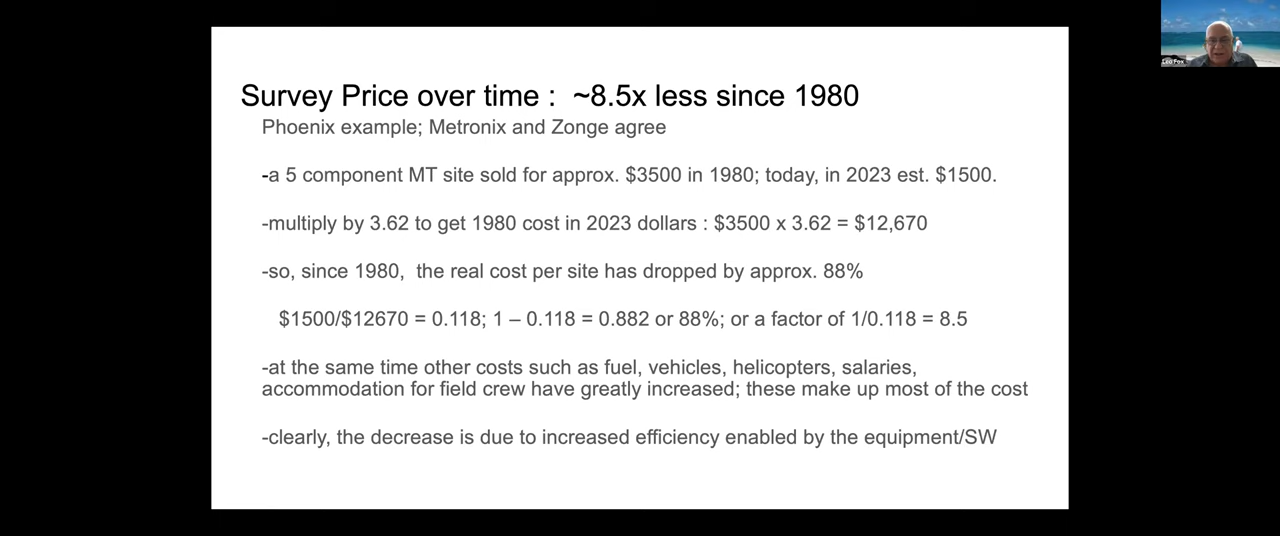 Survey Price over time :  ~8.5x less since 1980
Phoenix example; Metronix and Zonge agree
-a 5 component MT site sold for approx. $3500 in 1980; today, in 2023 est. $1500.
-multiply by 3.62 to get 1980 cost in 2023 dollars : $3500 x 3.62 = $12,670
-so, since 1980,  the real cost per site has dropped by approx. 88%
$1500/$12670 = 0.118; 1 – 0.118 = 0.882 or 88%; or a factor of 1/0.118 = 8.5
-at the same time other costs such as fuel, vehicles, helicopters, salaries,
accommodation for field crew have greatly increased; these make up most of the cost
-clearly, the decrease is due to increased efficiency enabled by the equipment/SW
Leo Fox